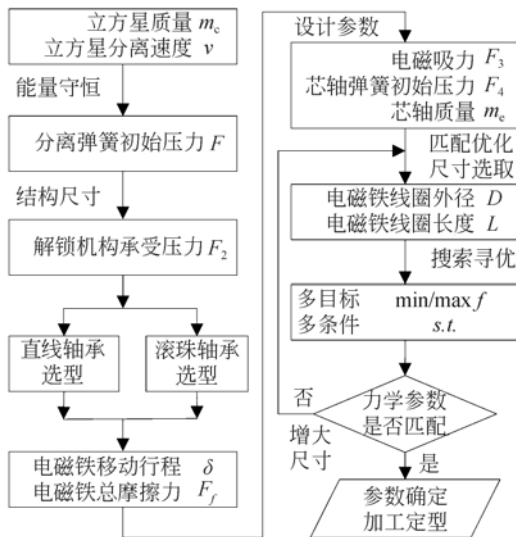 立方星质量 mc
立方星分离速度 v
能量守恒
分离弹簧初始压力 F
结构尺寸
解锁机构承受压力 F2
直线轴承
选型
滚珠轴承
选型
电磁铁移动行程 δ
电磁铁总摩擦力 Ff
设计参数
电磁吸力 F3
芯轴弹簧初始压力 F4
芯轴质量 me
匹配优化
尺寸选取
电磁铁线圈外径 D
电磁铁线圈长度 L
搜索寻优
多目标 min/max f
多条件 s.t.
力学参数
是否匹配
否
增大
尺寸
是
参数确定
加工定型